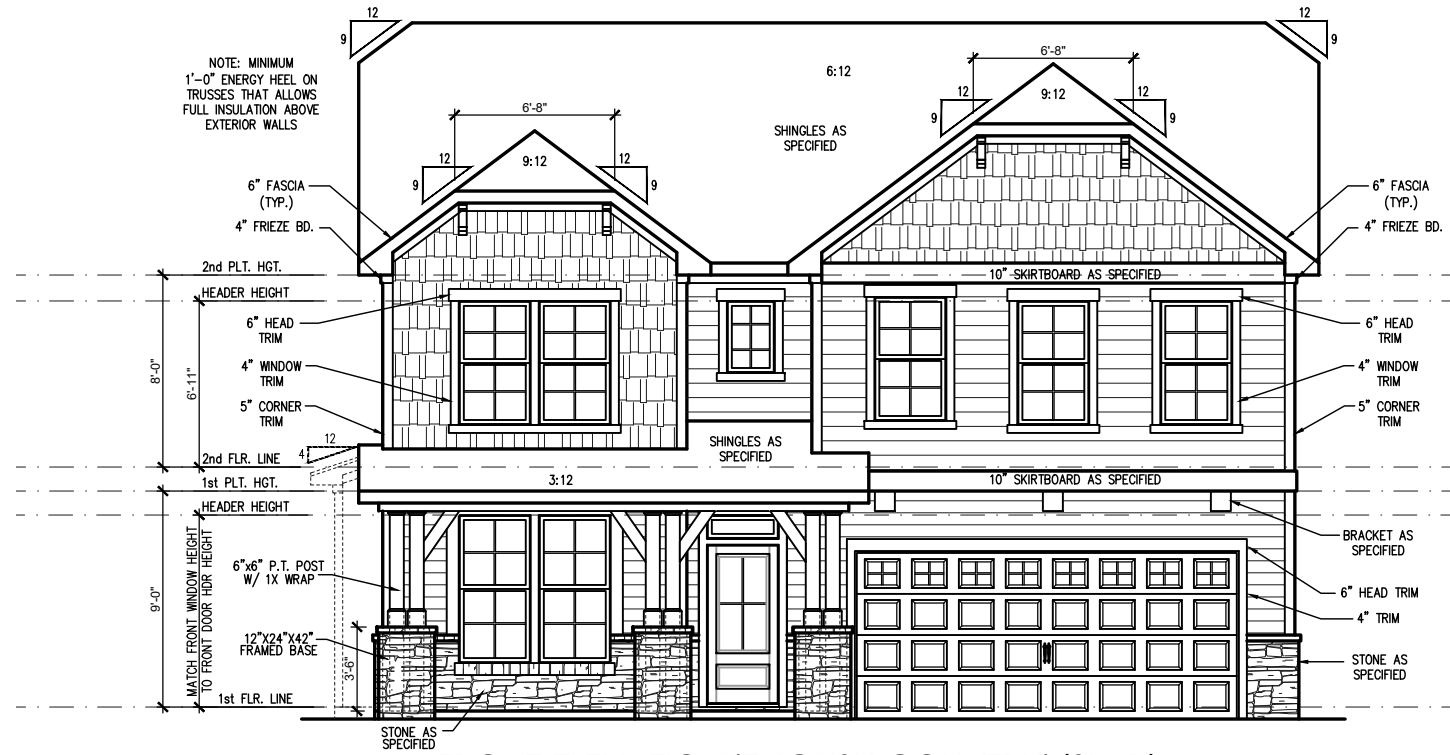 12
9
12
9
NOTE: MINIMUM
1'-0" ENERGY HEEL ON
TRUSSES THAT ALLOWS
FULL INSULATION ABOVE
EXTERIOR WALLS
6:12
6'-8"
12
9:12
12
9
9
SHINGLES AS
SPECIFIED
6'-8"
12
9:12
12
9
9
6" FASCIA
(TYP.)
4" FRIEZE BD.
6" FASCIA
(TYP.)
4" FRIEZE BD.
2nd PLT. HGT.
10" SKIRTBOARD AS SPECIFIED
HEADER HEIGHT
6" HEAD
TRIM
6" HEAD
TRIM
8'-0"
6'-11"
4" WINDOW
TRIM
4" WINDOW
TRIM
5" CORNER
TRIM
5" CORNER
TRIM
12
4
SHINGLES AS
SPECIFIED
2nd FLR. LINE
1st PLT. HGT.
3:12
10" SKIRTBOARD AS SPECIFIED
HEADER HEIGHT
BRACKET AS
SPECIFIED
9'-0"
MATCH FRONT WINDOW HEIGHT
TO FRONT DOOR HDR HEIGHT
6"x6" P.T. POST
W/ 1X WRAP
6" HEAD TRIM
4" TRIM
12"X24"X42"
FRAMED BASE
3'-6"
STONE AS
SPECIFIED
1st FLR. LINE
STONE AS
SPECIFIED